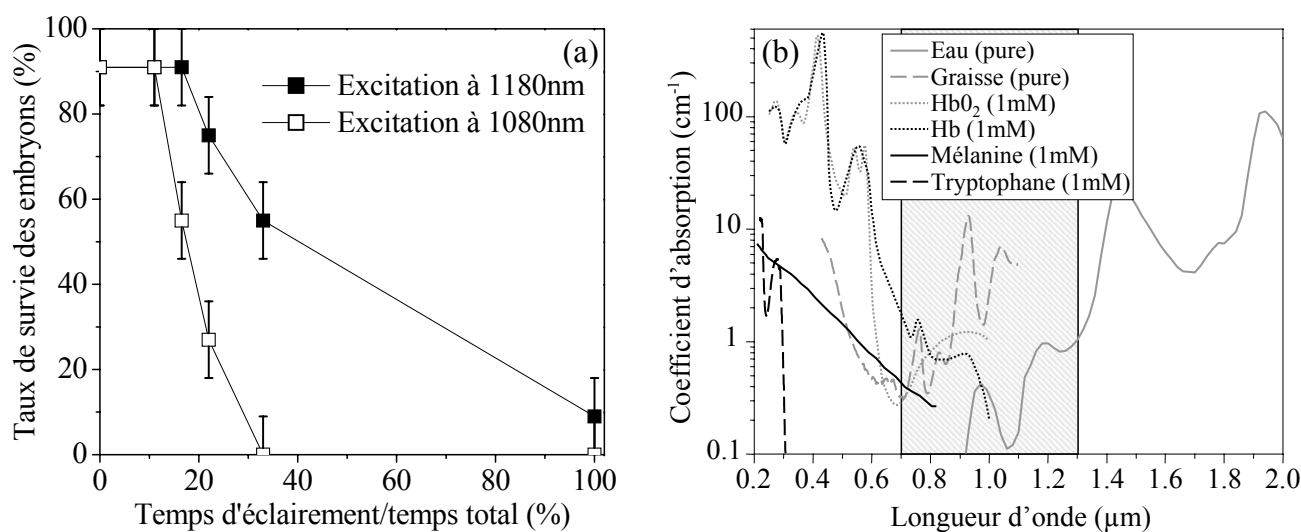 (a)
Taux de survie des embryons (%)
100
80
60
40
20
0
Excitation à 1180nm
Excitation à 1080nm
0 20 40 60 80 100
Temps d'éclairement/temps total (%)
(b)
Coefficient d'absorption (cm⁻¹)
100
10
1
0.1
Eau (pure)
Graisse (pure)
Hb0₂ (1mM)
Hb (1mM)
Mélanine (1mM)
Tryptophane (1mM)
0.2 0.4 0.6 0.8 1.0 1.2 1.4 1.6 1.8 2.0
Longueur d'onde (µm)